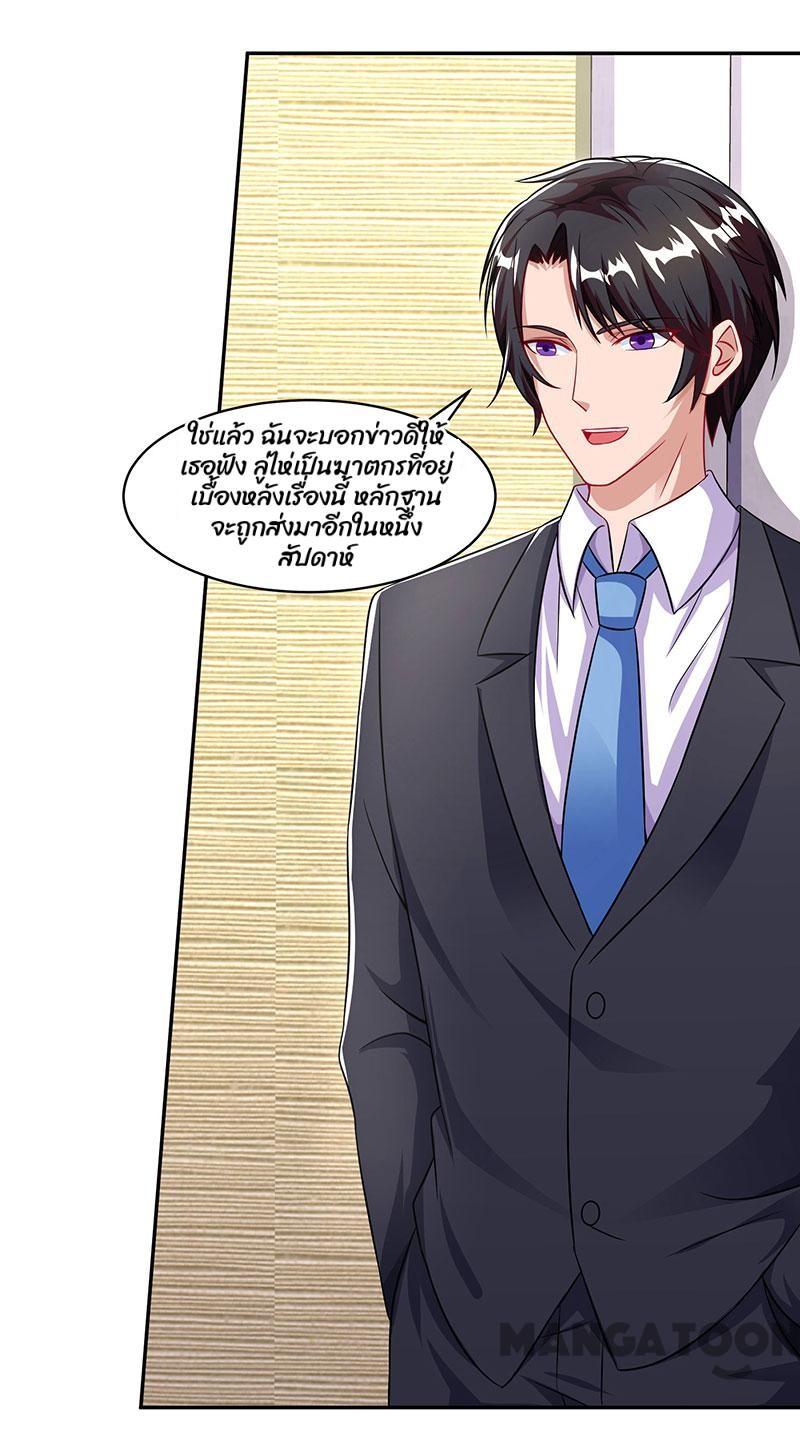 ใช่แล้ว ฉันจะบอกข่าวดีให้
เธอฟัง ลู่ไห่เป็นฆาตกรที่อยู่
เบื้องหลังเรื่องนี้ หลักฐาน
จะถูกส่งมาอีกในหนึ่ง
สัปดาห์
MANGATOON